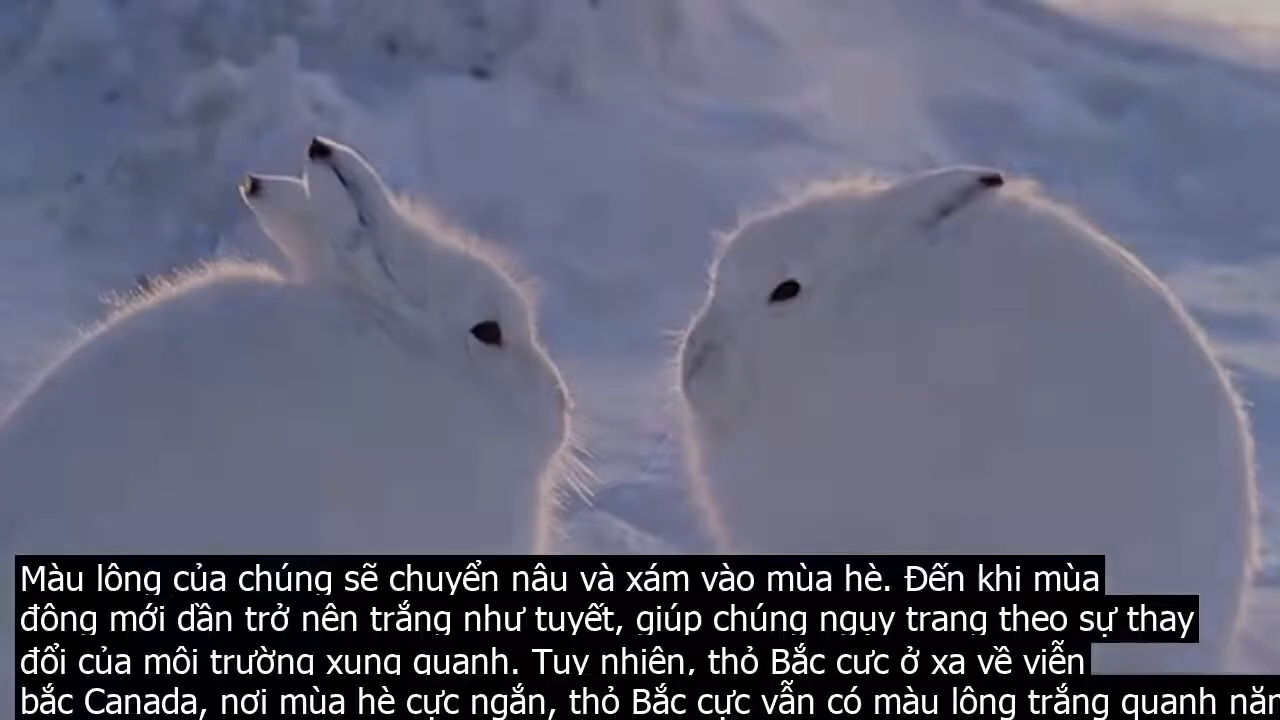 Màu lông của chúng sẽ chuyển nâu và xám vào mùa hè. Đến khi mùa
đông mới dần trở nên trắng như tuyết, giúp chúng ngụy trang theo sự thay
đổi của môi trường xung quanh. Tuy nhiên, thỏ Bắc cực ở xa về viễn
bắc Canada, nơi mùa hè cực ngắn, thỏ Bắc cực vẫn có màu lông trắng quanh